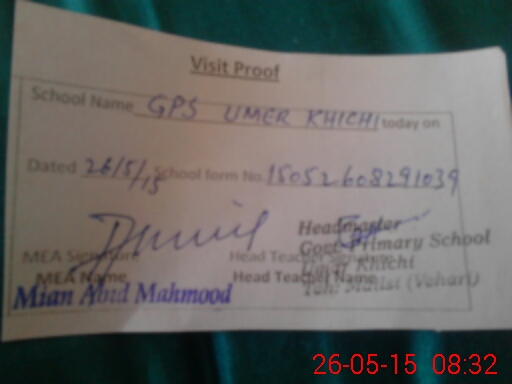 Visit Proof
School Name GPS UMER KHICHI today on
Dated 26/5/15 School form No. 15052608291039
Headmaster
Govt. Primary School
MEA Signature Head Teacher Signature
Khichi
MEA Name Head Teacher Name
Teh. Mailsi (Vehari)
Mian Abid Mahmood
26-05-15 08:32